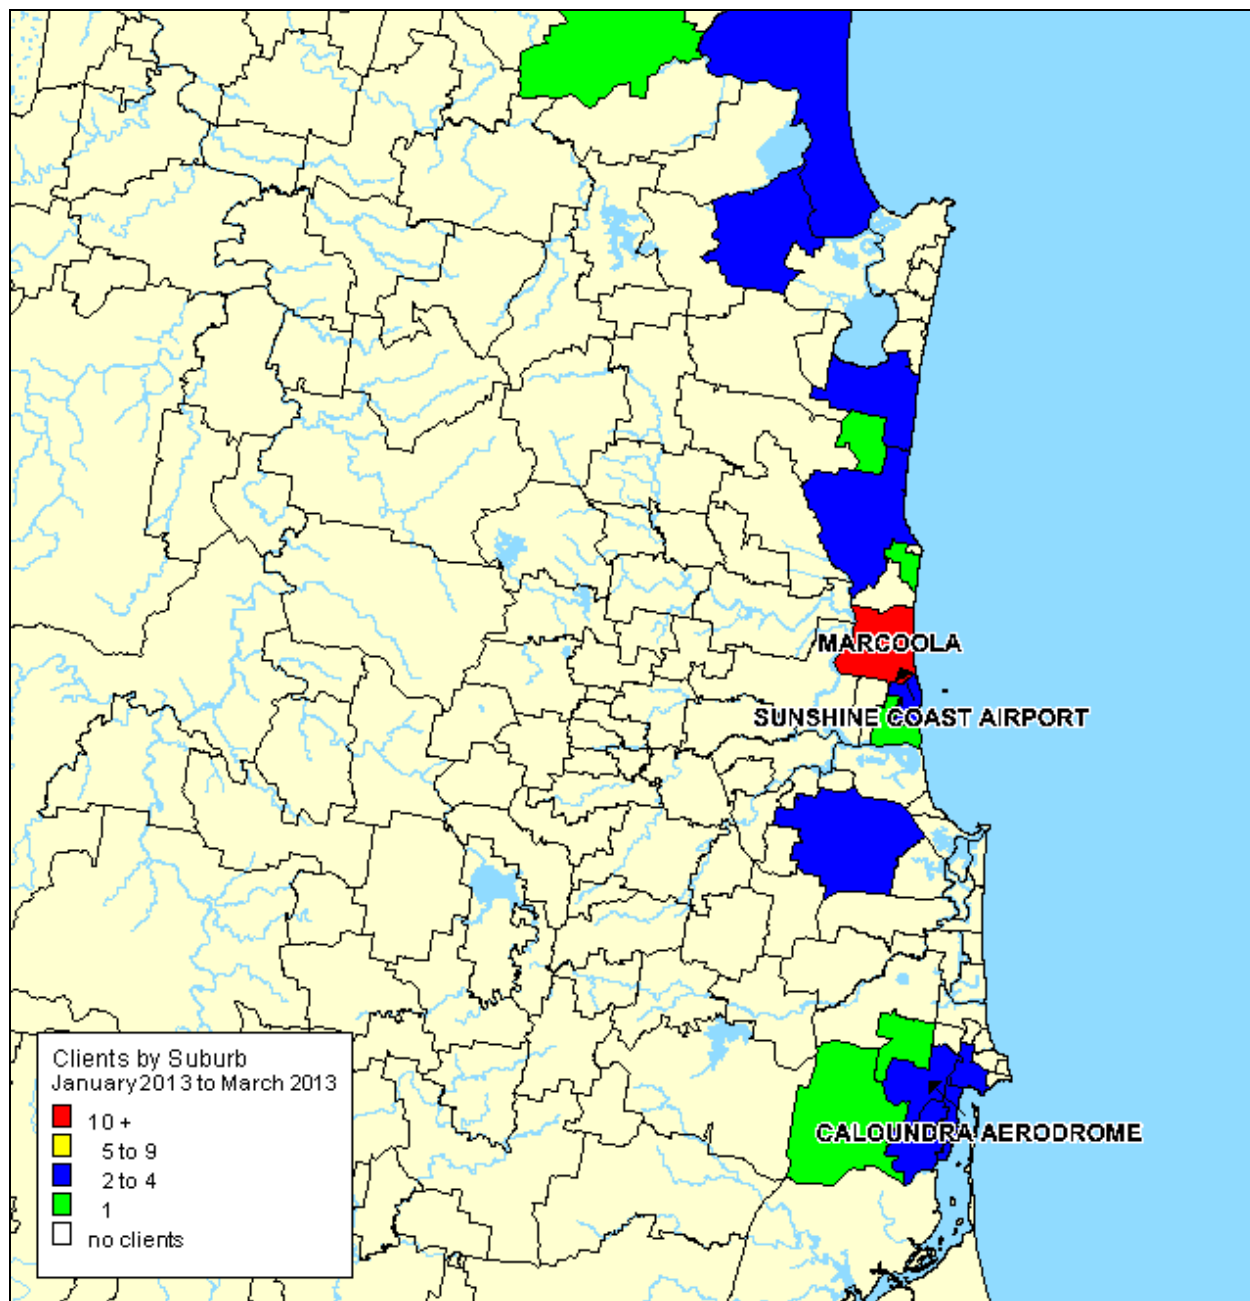 MARCOOLA
SUNSHINE COAST AIRPORT
CALOUNDRA AERODROME
Clients by Suburb
January 2013 to March 2013
10 +
5 to 9
2 to 4
1
no clients